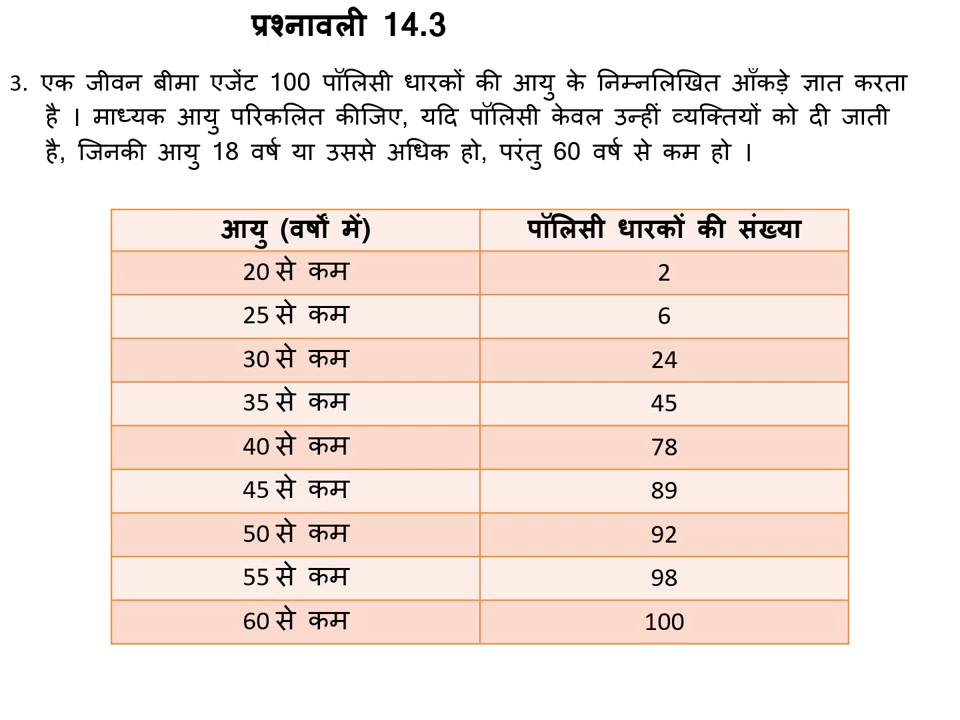 प्रश्नावली 14.3
3. एक जीवन बीमा एजेंट 100 पॉलिसी धारकों की आयु के निम्नलिखित आँकड़े ज्ञात करता
है । माध्यक आयु परिकलित कीजिए, यदि पॉलिसी केवल उन्हीं व्यक्तियों को दी जाती
है, जिनकी आयु 18 वर्ष या उससे अधिक हो, परंतु 60 वर्ष से कम हो ।
आयु (वर्षों में) पॉलिसी धारकों की संख्या
20 से कम 2
25 से कम 6
30 से कम 24
35 से कम 45
40 से कम 78
45 से कम 89
50 से कम 92
55 से कम 98
60 से कम 100